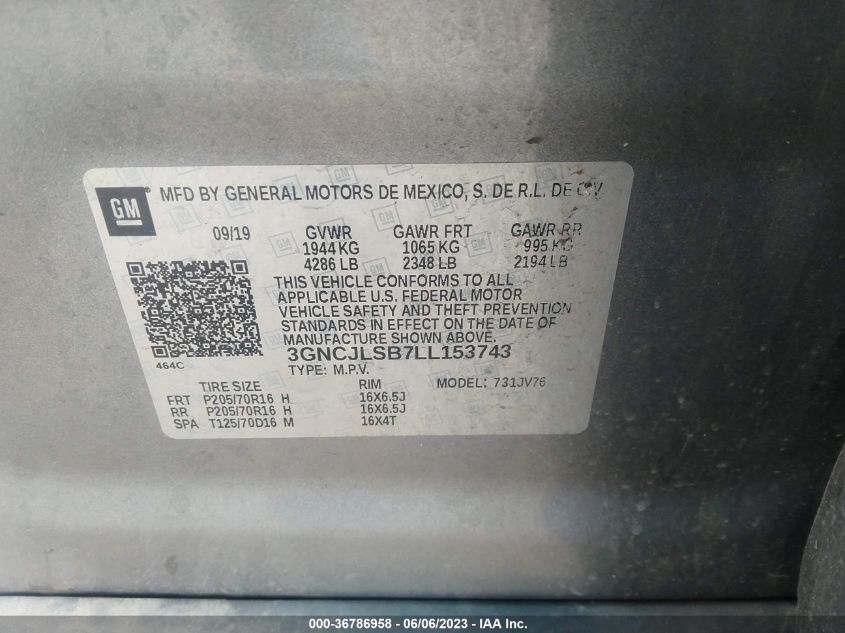 GM
MFD BY GENERAL MOTORS DE MEXICO, S. DE R.L. DE C.V
09/19 GVWR GAWR FRT GAWR RR
1944 KG 1065 KG 995 KG
4286 LB 2348 LB 2194 LB
THIS VEHICLE CONFORMS TO ALL
APPLICABLE U.S. FEDERAL MOTOR
VEHICLE SAFETY AND THEFT PREVENTION
STANDARDS IN EFFECT ON THE DATE OF
MANUFACTURE SHOWN ABOVE.
3GNCJLSB7LL153743
464C
TYPE: M.P.V. MODEL: 731JV76
TIRE SIZE RIM
FRT P205/70R16 H 16X6.5J
RR P205/70R16 H 16X6.5J
SPA T125/70D16 M 16X4T
000-36786958 - 06/06/2023 - IAA Inc.